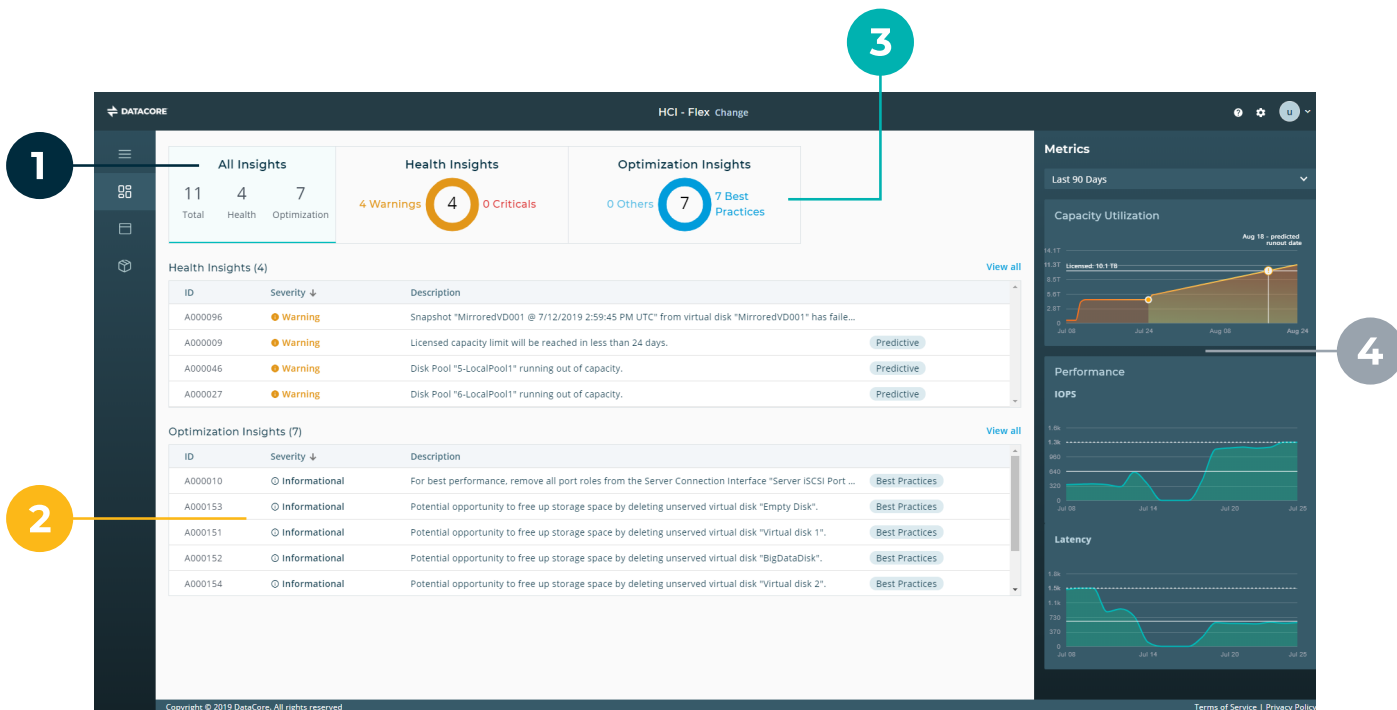 3
DATACORE
HCI - Flex Change
u
1
All Insights
11 4 7
Total Health Optimization
Health Insights
4 Warnings 4 0 Criticals
Optimization Insights
0 Others 7 7 Best
Practices
Health Insights (4) View all
ID Severity ↓ Description
A000096 Warning Snapshot "MirroredVD001 @ 7/12/2019 2:59:45 PM UTC" from virtual disk "MirroredVD001" has faile...
A000009 Warning Licensed capacity limit will be reached in less than 24 days. Predictive
A000046 Warning Disk Pool "5-LocalPool1" running out of capacity. Predictive
A000027 Warning Disk Pool "6-LocalPool1" running out of capacity. Predictive
Optimization Insights (7) View all
ID Severity ↓ Description
A000010 Informational For best performance, remove all port roles from the Server Connection Interface "Server iSCSI Port ... Best Practices
2
A000153 Informational Potential opportunity to free up storage space by deleting unserved virtual disk "Empty Disk". Best Practices
A000151 Informational Potential opportunity to free up storage space by deleting unserved virtual disk "Virtual disk 1". Best Practices
A000152 Informational Potential opportunity to free up storage space by deleting unserved virtual disk "BigDataDisk". Best Practices
A000154 Informational Potential opportunity to free up storage space by deleting unserved virtual disk "Virtual disk 2". Best Practices
Metrics
Last 90 Days
Capacity Utilization
Aug 18 - predicted
runout date
14.1T
11.3T Licensed: 10.1 TB
8.5T
5.6T
2.8T
0
Jul 08 Jul 24 Aug 08 Aug 24
4
Performance
IOPS
1.6k
1.3k
960
640
320
0
Jul 08 Jul 14 Jul 20 Jul 25
Latency
1.8k
1.5k
1.1k
730
370
0
Jul 08 Jul 14 Jul 20 Jul 25
Copyright © 2019 DataCore. All rights reserved
Terms of Service | Privacy Policy